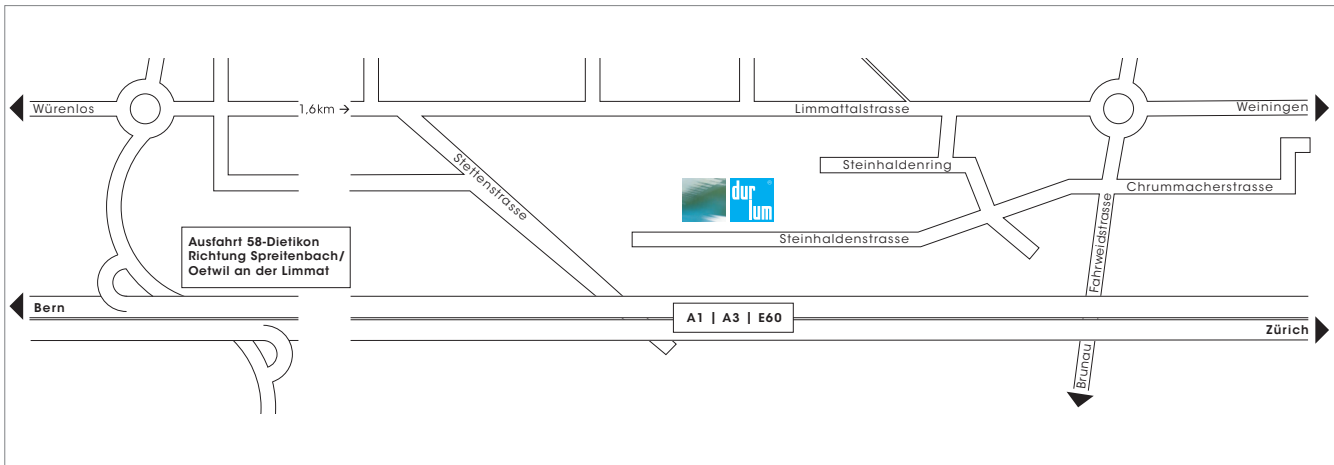 Würenlos
1,6km →
Limmattalstrasse
Weiningen
Stettenstrasse
Steinhaldenring
Chrummacherstrasse
dur
lum
Steinhaldenstrasse
Fahrweidstrasse
Ausfahrt 58-Dietikon
Richtung Spreitenbach/
Oetwil an der Limmat
Bern
A1 | A3 | E60
Zürich
Brunau